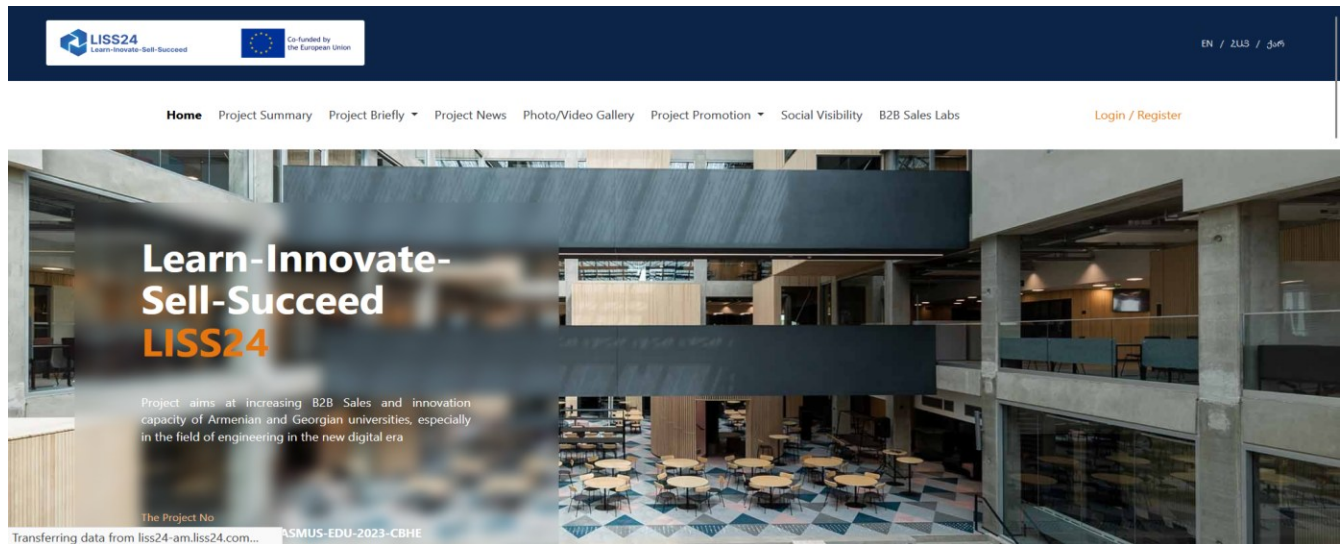 LISS24
Learn-Inovate-Sell-Succeed
Co-funded by
the European Union
EN / ՀԱՅ / ქარ
Home Project Summary Project Briefly Project News Photo/Video Gallery Project Promotion Social Visibility B2B Sales Labs Login / Register
Learn-Innovate-
Sell-Succeed
LISS24
Project aims at increasing B2B Sales and innovation
capacity of Armenian and Georgian universities, especially
in the field of engineering in the new digital era
The Project No
ASMUS-EDU-2023-CBHE
Transferring data from liss24-am.liss24.com...